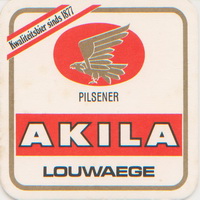 Kwaliteitsbier sinds 1877
PILSENER
AKILA
LOUWAEGE